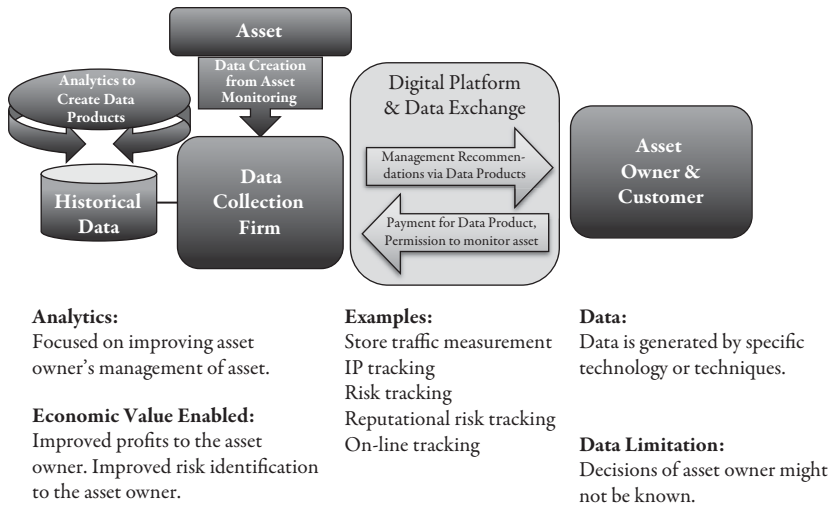 Asset
Analytics to
Create Data
Products
Data Creation
from Asset
Monitoring
Digital Platform
& Data Exchange
Historical
Data
Data
Collection
Firm
Management Recommen-
dations via Data Products
Payment for Data Product,
Permission to monitor asset
Asset
Owner &
Customer
Analytics:
Focused on improving asset
owner's management of asset.
Economic Value Enabled:
Improved profits to the asset
owner. Improved risk identification
to the asset owner.
Examples:
Store traffic measurement
IP tracking
Risk tracking
Reputational risk tracking
On-line tracking
Data:
Data is generated by specific
technology or techniques.
Data Limitation:
Decisions of asset owner might
not be known.